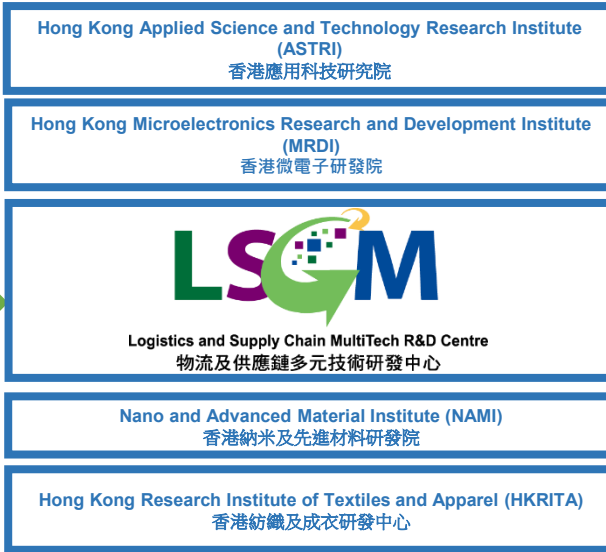 Hong Kong Applied Science and Technology Research Institute
(ASTRI)
香港應用科技研究院
Hong Kong Microelectronics Research and Development Institute
(MRDI)
香港微電子研發院
LSCM
Logistics and Supply Chain MultiTech R&D Centre
物流及供應鏈多元技術研發中心
Nano and Advanced Material Institute (NAMI)
香港納米及先進材料研發院
Hong Kong Research Institute of Textiles and Apparel (HKRITA)
香港紡織及成衣研發中心